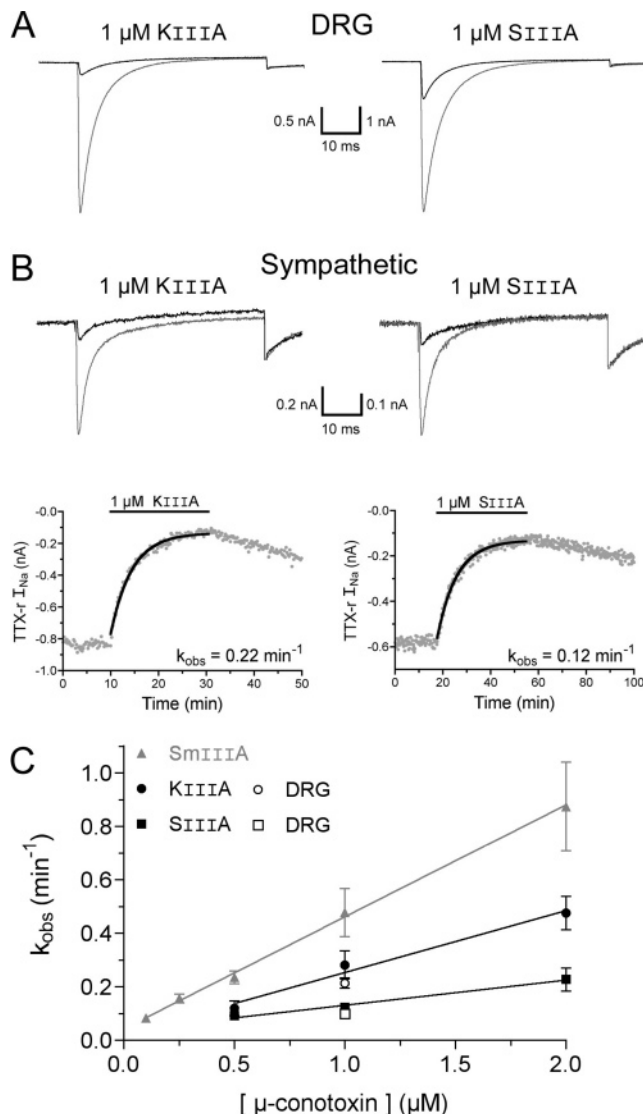 A
1 µM KIIIA
DRG
1 µM SIIIA
0.5 nA
1 nA
10 ms
B
Sympathetic
1 µM KIIIA
1 µM SIIIA
0.2 nA
0.1 nA
10 ms
1 µM KIIIA
-0.0
-0.2
-0.4
-0.6
-0.8
-1.0
TTX-r INa (nA)
kobs = 0.22 min-1
0
10
20
30
40
50
Time (min)
1 µM SIIIA
-0.0
-0.2
-0.4
-0.6
TTX-r INa (nA)
kobs = 0.12 min-1
0
20
40
60
80
100
Time (min)
C
SmIIIA
KIIIA
DRG
SIIIA
DRG
1.0
0.8
0.6
0.4
0.2
0.0
kobs (min-1)
0.0
0.5
1.0
1.5
2.0
[ µ-conotoxin ] (µM)